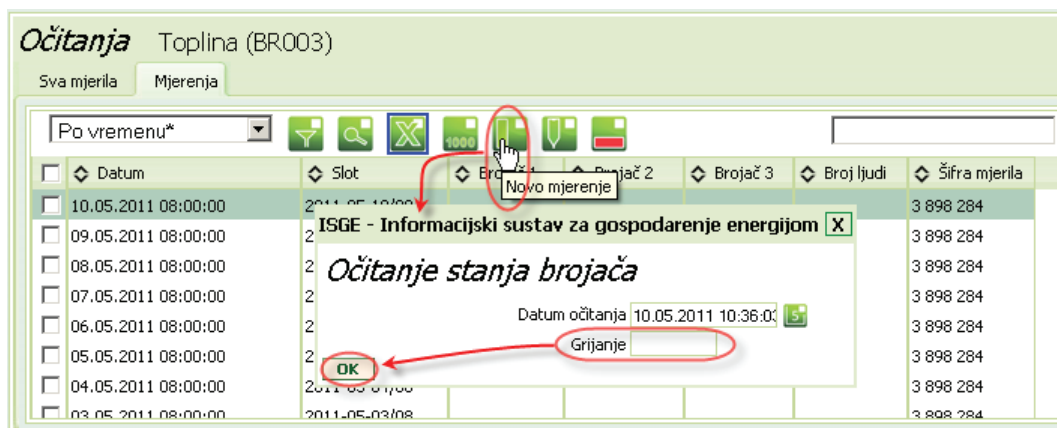 Očitanja Toplina (BR003)
Sva mjerila Mjerenja
Po vremenu*
1000
Datum Slot Brojač 2 Brojač 3 Broj ljudi Šifra mjerila
Novo mjerenje
10.05.2011 08:00:00 3 898 284
ISGE - Informacijski sustav za gospodarenje energijom X
09.05.2011 08:00:00 2 3 898 284
Očitanje stanja brojača
08.05.2011 08:00:00 2 3 898 284
07.05.2011 08:00:00 2 3 898 284
Datum očitanja 10.05.2011 10:36:03
06.05.2011 08:00:00 2 3 898 284
Grijanje
05.05.2011 08:00:00 2 3 898 284
OK
04.05.2011 08:00:00 3 898 284
03.05.2011 08:00:00 2011-05-03/08 3 898 284